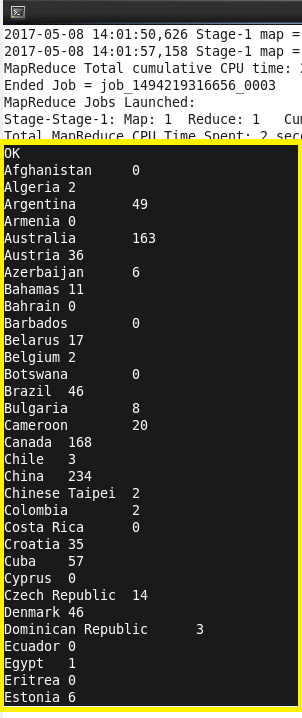 2017-05-08 14:01:50,626 Stage-1 map =
2017-05-08 14:01:57,158 Stage-1 map =
MapReduce Total cumulative CPU time:
Ended Job = job_1494219316656_0003
MapReduce Jobs Launched:
Stage-Stage-1: Map: 1  Reduce: 1   Cum
Total MapReduce CPU Time Spent: 2 seco
OK
Afghanistan	0
Algeria	2
Argentina	49
Armenia	0
Australia	163
Austria	36
Azerbaijan	6
Bahamas	11
Bahrain	0
Barbados	0
Belarus	17
Belgium	2
Botswana	0
Brazil	46
Bulgaria	8
Cameroon	20
Canada	168
Chile	3
China	234
Chinese Taipei	2
Colombia	2
Costa Rica	0
Croatia	35
Cuba	57
Cyprus	0
Czech Republic	14
Denmark	46
Dominican Republic	3
Ecuador	0
Egypt	1
Eritrea	0
Estonia	6